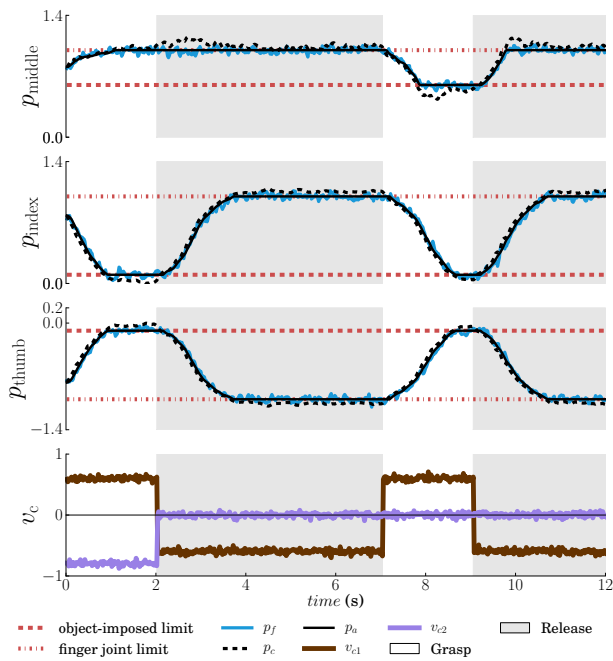 1.4
p_middle
0.0
1.4
p_index
0.0
0.2
0.0
p_thumb
−1.4
1
0
v_c
−1
0 2 4 6 8 10 12
time (s)
object-imposed limit p_f p_a v_c2 Release
finger joint limit p_c v_c1 Grasp